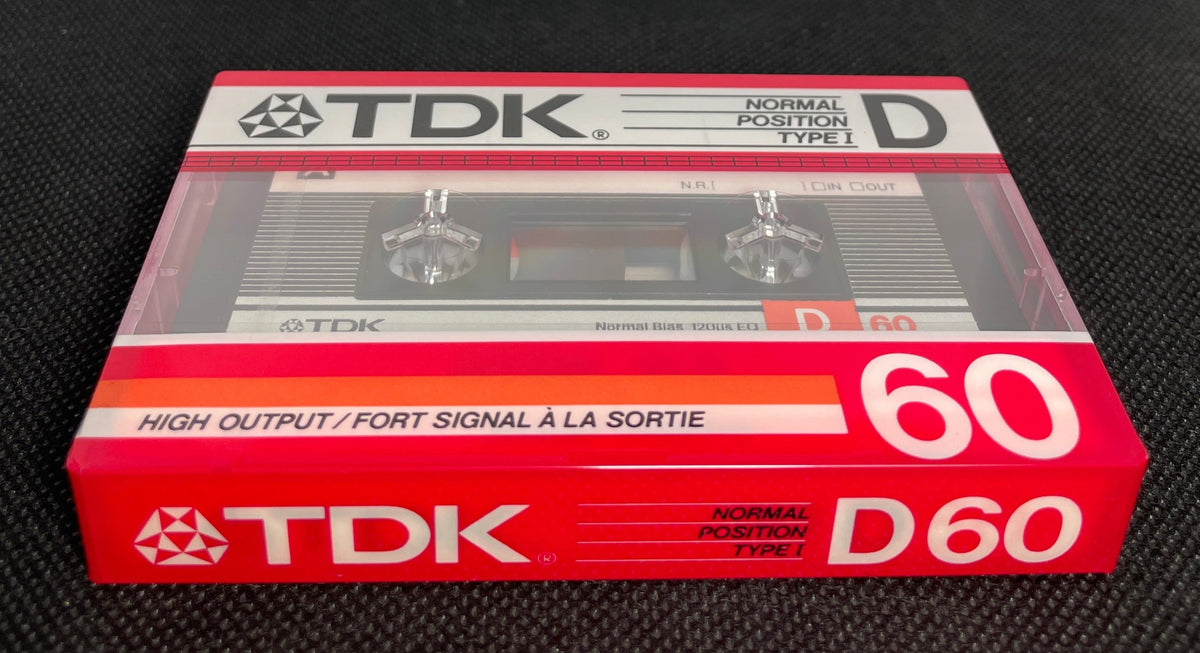 TDK® NORMAL POSITION TYPE I D
A
N.R.[ ] □IN □OUT
TDK Normal Bias 120µs EQ D 60
60
HIGH OUTPUT/FORT SIGNAL À LA SORTIE
TDK® NORMAL POSITION TYPE I D60